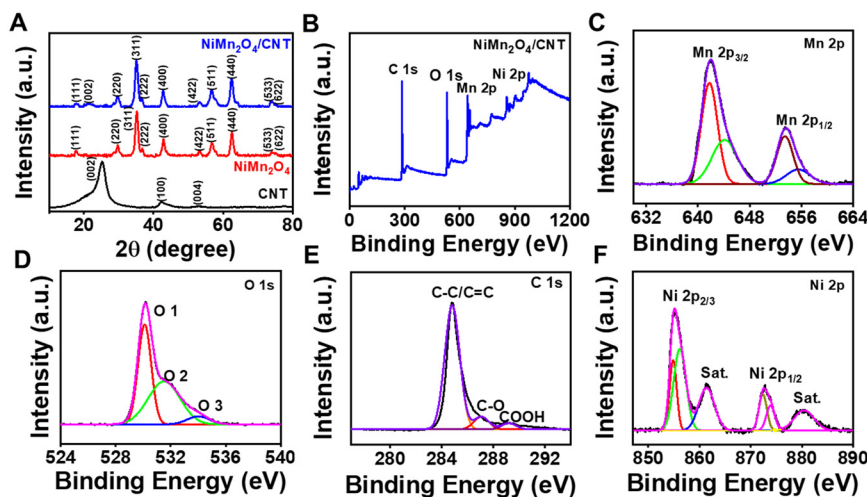 A
Intensity (a.u.)
NiMn2O4/CNT
(111)
(002)
(220)
(311)
(222)
(400)
(422)
(511)
(440)
(533)
(622)
(111)
(220)
(311)
(222)
(400)
(422)
(511)
(440)
(533)
(622)
NiMn2O4
(002)
(100)
(004)
CNT
20 40 60 80
2θ (degree)
B
Intensity (a.u.)
NiMn2O4/CNT
C 1s
O 1s
Mn 2p
Ni 2p
0 300 600 900 1200
Binding Energy (eV)
C
Intensity (a.u.)
Mn 2p
Mn 2p3/2
Mn 2p1/2
632 640 648 656 664
Binding Energy (eV)
D
Intensity (a.u.)
O 1s
O 1
O 2
O 3
524 528 532 536 540
Binding Energy (eV)
E
Intensity (a.u.)
C 1s
C-C/C=C
C-O
COOH
280 284 288 292
Binding Energy (eV)
F
Intensity (a.u.)
Ni 2p
Ni 2p2/3
Sat.
Ni 2p1/2
Sat.
850 860 870 880 890
Binding Energy (eV)